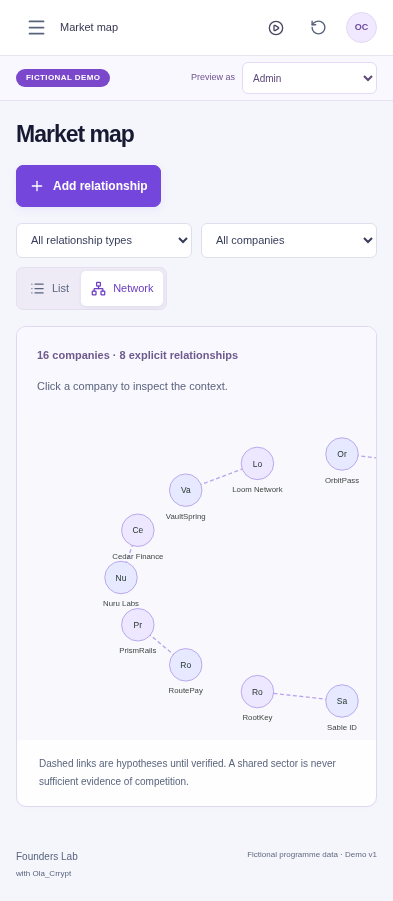 Market map
OC
FICTIONAL DEMO
Preview as
Admin
Market map
Add relationship
All relationship types
All companies
List
Network
16 companies · 8 explicit relationships
Click a company to inspect the context.
Or
OrbitPass
Lo
Loom Network
Va
VaultSpring
Ce
Cedar Finance
Nu
Nuru Labs
Pr
PrismRails
Ro
RoutePay
Ro
RootKey
Sa
Sable ID
Dashed links are hypotheses until verified. A shared sector is never
sufficient evidence of competition.
Founders Lab
with Ola_Crrypt
Fictional programme data · Demo v1